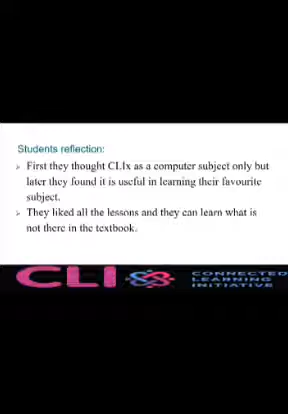 Students reflection:
➢ First they thought CLIx as a computer subject only but
later they found it is useful in learning their favourite
subject.
➢ They liked all the lessons and they can learn what is
not there in the textbook.
CLI
CONNECTED
LEARNING
INITIATIVE